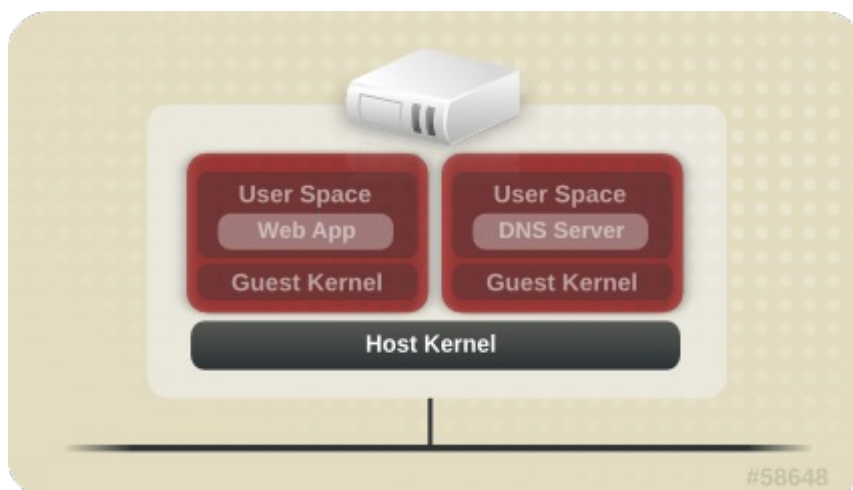 User Space
Web App
Guest Kernel
User Space
DNS Server
Guest Kernel
Host Kernel
#58648